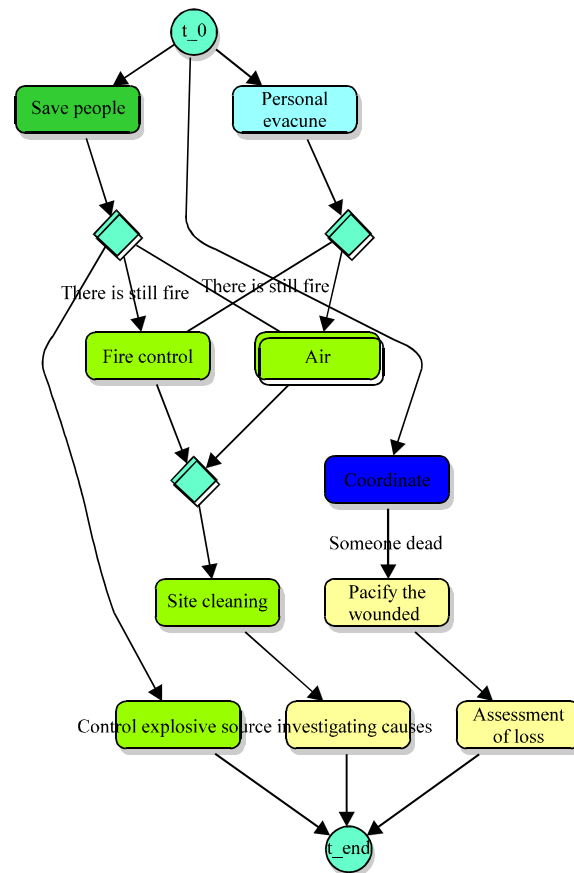 t_0
Save people
Personal
evacune
There is still fire
There is still fire
Fire control
Air
Coordinate
Someone dead
Site cleaning
Pacify the
wounded
Control explosive source
investigating causes
Assessment
of loss
t_end